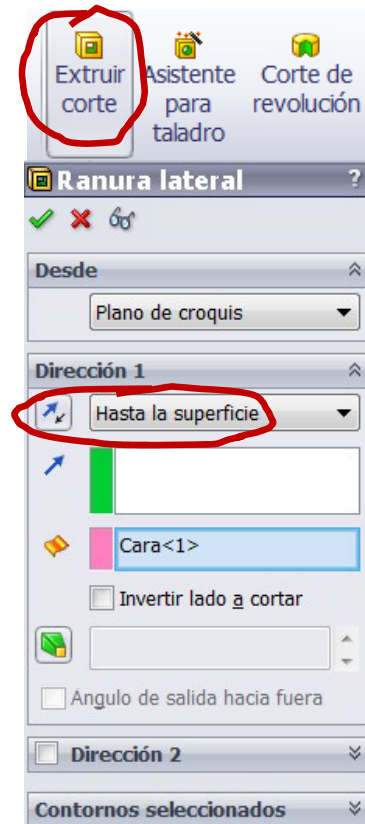 Extruir Asistente Corte de
corte para revolución
taladro
Ranura lateral ?
Desde
Plano de croquis
Dirección 1
Hasta la superficie
Cara<1>
Invertir lado a cortar
Angulo de salida hacia fuera
Dirección 2
Contornos seleccionados